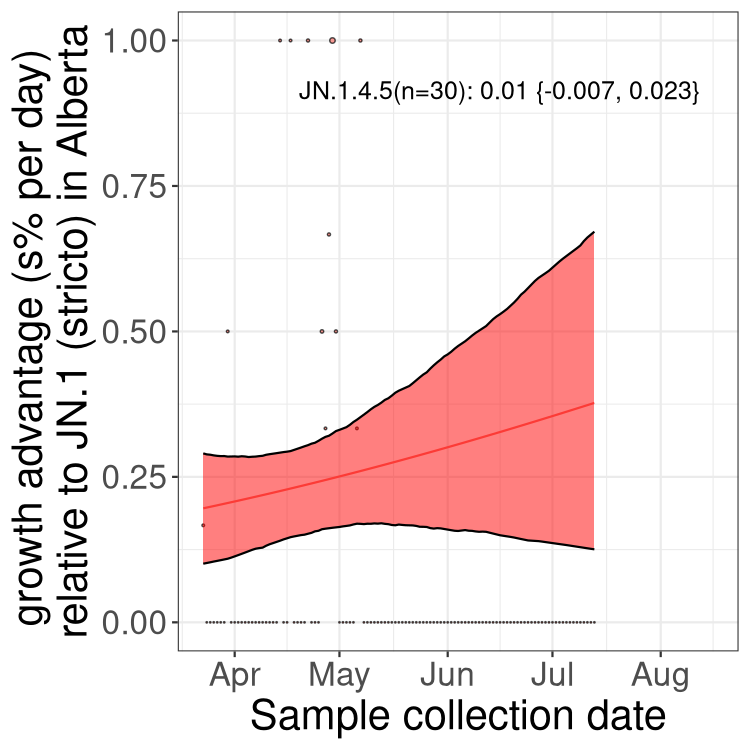 growth advantage (s% per day)
relative to JN.1 (stricto) in Alberta
1.00
0.75
0.50
0.25
0.00
JN.1.4.5(n=30): 0.01 {-0.007, 0.023}
Apr May Jun Jul Aug
Sample collection date